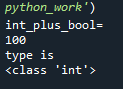 python_work')
int_plus_bool=
100
type is
<class 'int'>